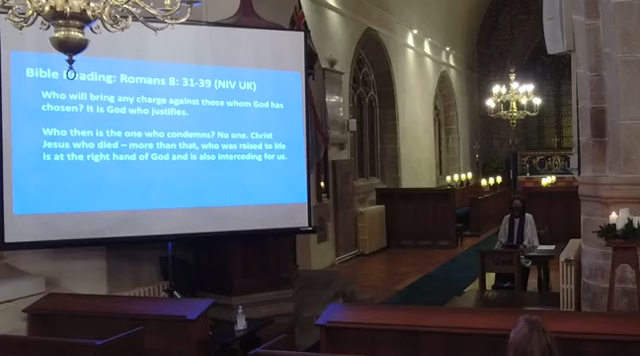 Bible Reading: Romans 8: 31-39 (NIV UK)
Who will bring any charge against those whom God has
chosen? It is God who justifies.
Who then is the one who condemns? No one. Christ
Jesus who died – more than that, who was raised to life
is at the right hand of God and is also interceding for us.